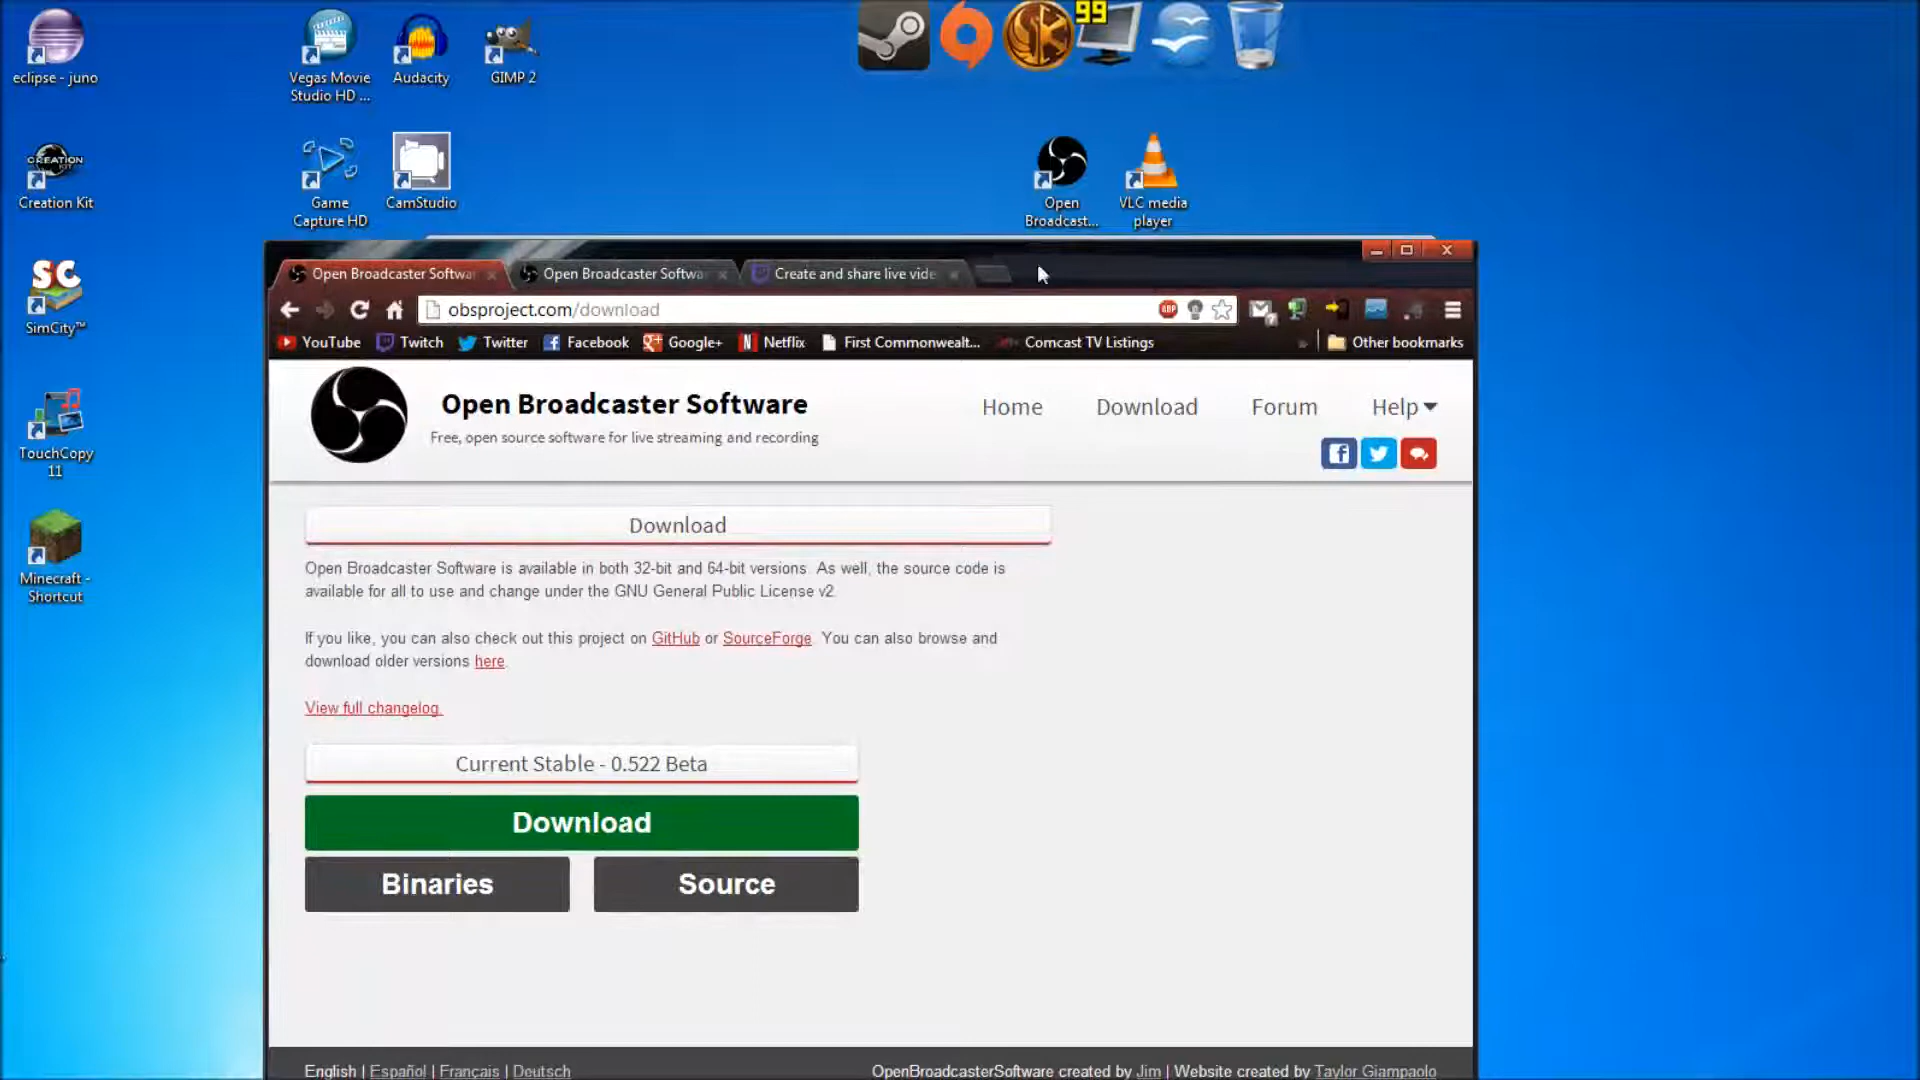 eclipse - juno
Vegas Movie
Studio HD ...
Audacity
GIMP 2
99
CREATION
KIT
Creation Kit
Game
Capture HD
CamStudio
Open
Broadcast...
VLC media
player
SC
SimCity™
TouchCopy
11
Minecraft -
Shortcut
Open Broadcaster Softwa
Open Broadcaster Softwa
Create and share live vide
obsproject.com/download
ABP
YouTube
Twitch
Twitter
Facebook
Google+
N
Netflix
First Commonwealt...
Comcast TV Listings
»
Other bookmarks
Open Broadcaster Software
Free, open source software for live streaming and recording
Home
Download
Forum
Help
Download
Open Broadcaster Software is available in both 32-bit and 64-bit versions. As well, the source code is
available for all to use and change under the GNU General Public License v2.
If you like, you can also check out this project on GitHub or SourceForge. You can also browse and
download older versions here.
View full changelog.
Current Stable - 0.522 Beta
Download
Binaries
Source
English | Español | Français | Deutsch
OpenBroadcasterSoftware created by Jim | Website created by Taylor Giampaolo